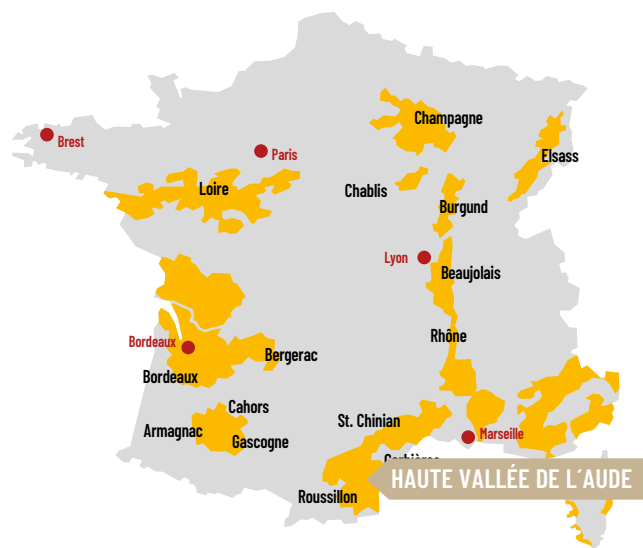 Champagne
Brest
Paris
Elsass
Loire
Chablis
Burgund
Lyon
Beaujolais
Rhône
Bordeaux
Bergerac
Bordeaux
Cahors
St. Chinian
Armagnac
Gascogne
Marseille
HAUTE VALLÉE DE L´AUDE
Roussillon